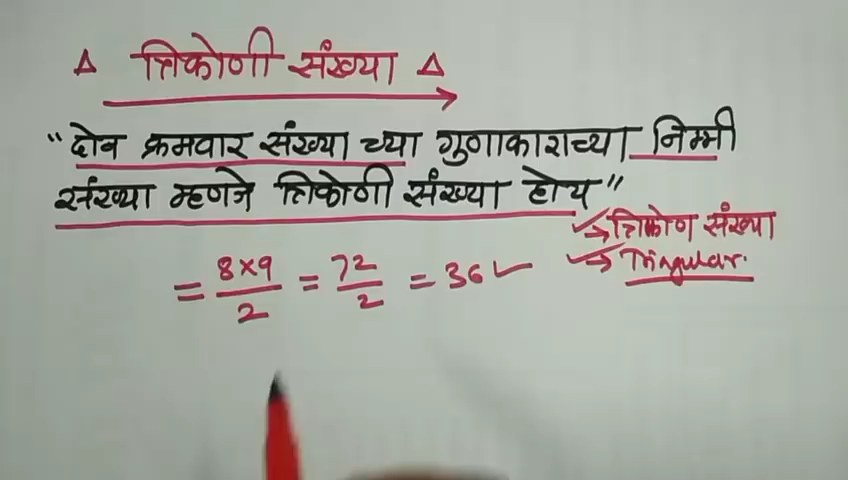 △ त्रिकोणी संख्या △
"दोन क्रमवार संख्या च्या गुणाकाराच्या निम्मी
संख्या म्हणजे त्रिकोणी संख्या होय"
→ त्रिकोण संख्या
→ Tringular.
= 8×9/2 = 72/2 = 36 ✓